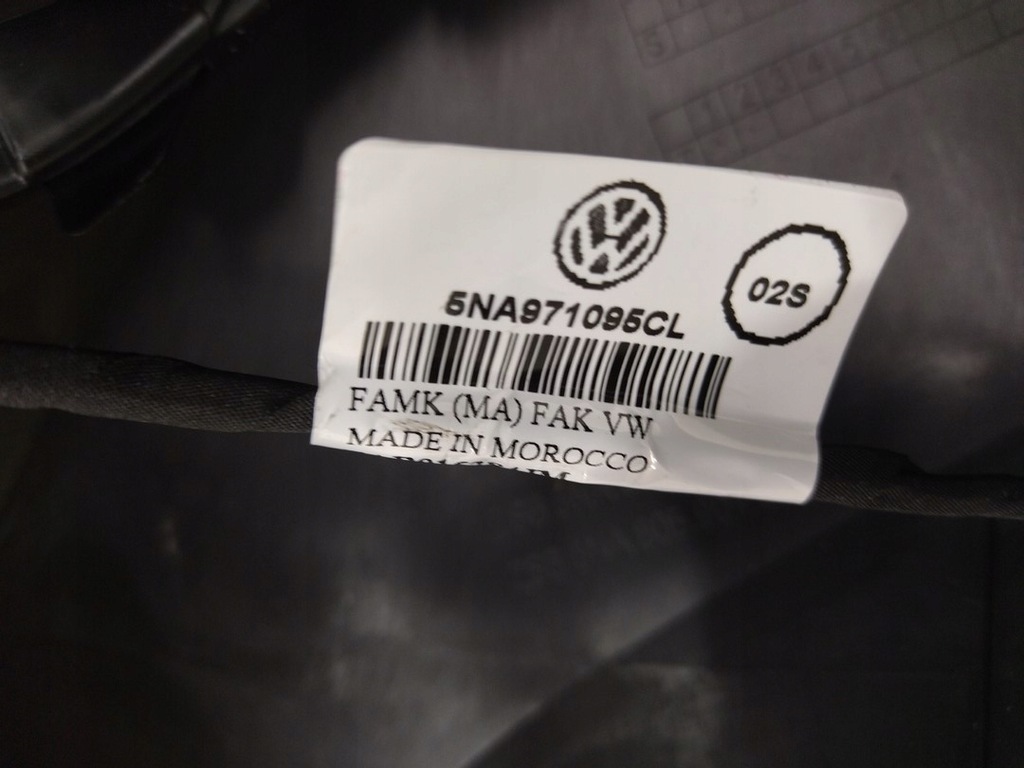 5NA971095CL
02S
FAMK (MA) FAK VW
MADE IN MOROCCO